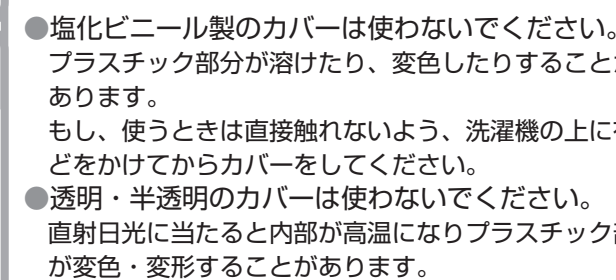 ●塩化ビニール製のカバーは使わないでください。
プラスチック部分が溶けたり、変色したりすること
あります。
もし、使うときは直接触れないよう、洗濯機の上に
どをかけてからカバーをしてください。
●透明・半透明のカバーは使わないでください。
直射日光に当たると内部が高温になりプラスチック
が変色・変形することがあります。